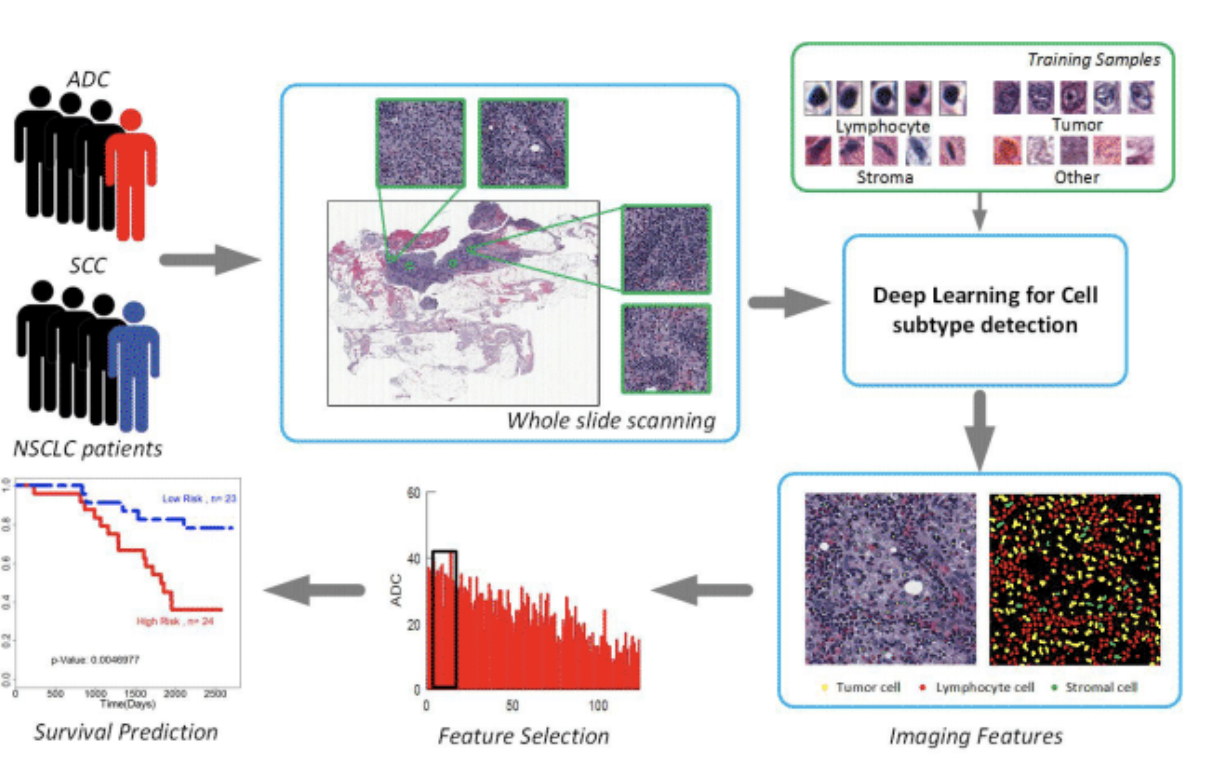 ADC
SCC
NSCLC patients
Whole slide scanning
Training Samples
Lymphocyte
Tumor
Stroma
Other
Deep Learning for Cell
subtype detection
Tumor cell
Lymphocyte cell
Stromal cell
Imaging Features
60
40
20
0
ADC
0
50
100
Feature Selection
1.0
0.8
0.6
0.4
0.2
0.0
Low Risk , n= 23
High Risk , n= 24
p-Value: 0.0046977
0
500
1000
1500
2000
2500
Time(Days)
Survival Prediction